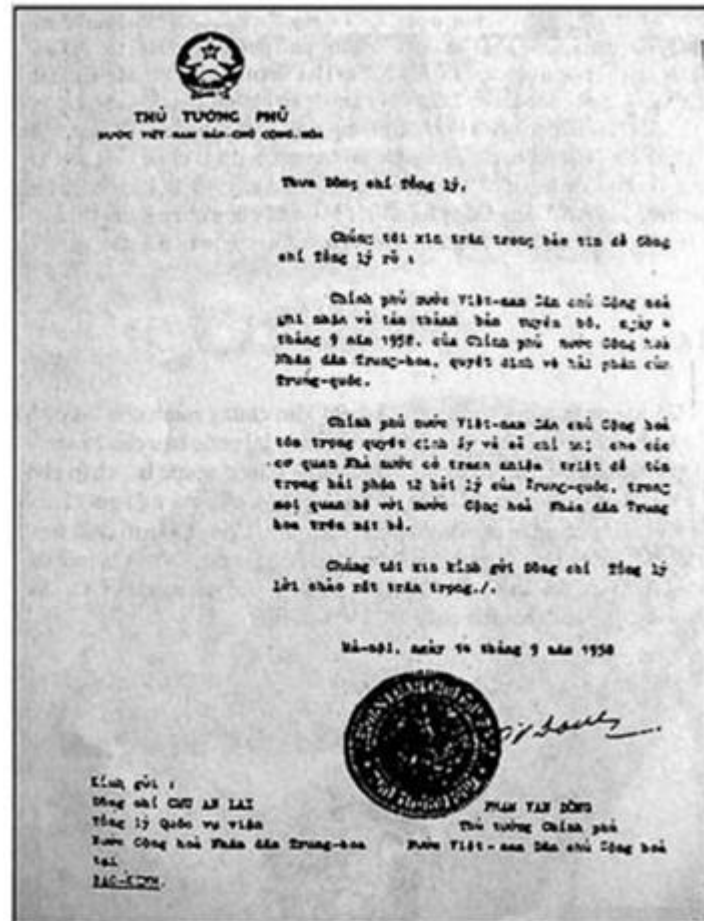 THỦ TƯỚNG PHỦ
NƯỚC VIỆT-NAM DÂN-CHỦ CỘNG-HÒA
Thưa Đồng chí Tổng lý,
Chúng tôi xin trân trọng báo tin để Đồng
chí Tổng lý rõ :
Chính phủ nước Việt-nam Dân chủ Cộng hoà
ghi nhận và tán thành bản tuyên bố, ngày 4
tháng 9 năm 1958, của Chính phủ nước Cộng hoà
Nhân dân Trung-hoa, quyết định về hải phận của
Trung-quốc.
Chính phủ nước Việt-nam Dân chủ Cộng hoà
tôn trọng quyết định ấy và sẽ chỉ thị cho các
cơ quan Nhà nước có trách nhiệm triệt để tôn
trọng hải phận 12 hải lý của Trung-quốc, trong
mọi quan hệ với nước Cộng hoà Nhân dân Trung
hoa trên mặt bể.
Chúng tôi xin kính gửi Đồng chí Tổng lý
lời chào rất trân trọng./.
Hà-nội, ngày 14 tháng 9 năm 1958
Kính gửi :
Đồng chí CHU AN LAI
Tổng lý Quốc vụ viện
Nước Cộng hoà Nhân dân Trung-hoa
tại
BẮC-KINH.
PHẠM VĂN ĐỒNG
Thủ tướng Chính phủ
Nước Việt-nam Dân chủ Cộng hoà